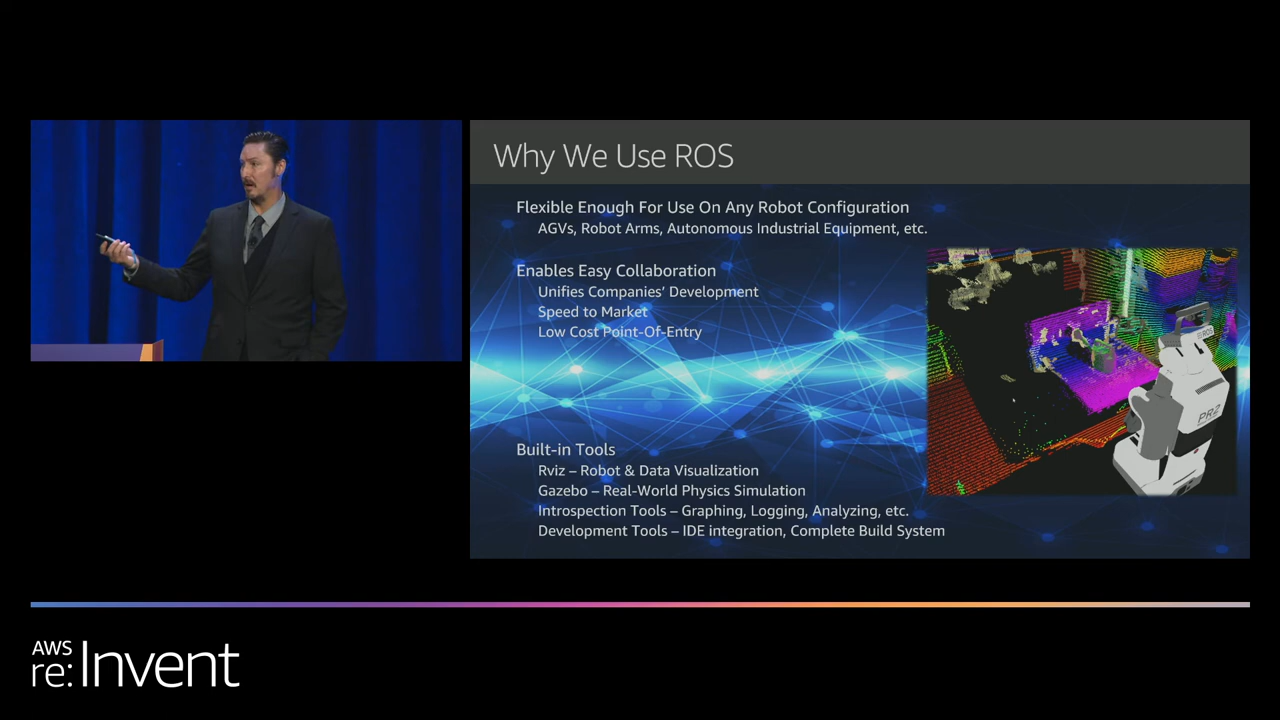 Why We Use ROS
Flexible Enough For Use On Any Robot Configuration
AGVs, Robot Arms, Autonomous Industrial Equipment, etc.
Enables Easy Collaboration
Unifies Companies’ Development
Speed to Market
Low Cost Point-Of-Entry
Built-in Tools
Rviz – Robot & Data Visualization
Gazebo – Real-World Physics Simulation
Introspection Tools – Graphing, Logging, Analyzing, etc.
Development Tools – IDE integration, Complete Build System
ROS
PR2
AWS
re:Invent